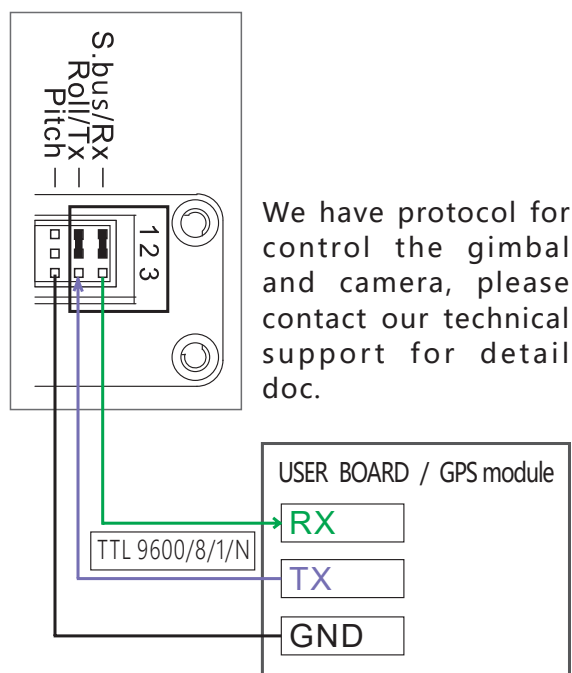 S.bus/Rx
Roll/Tx
Pitch
1 2 3
We have protocol for
control the gimbal
and camera, please
contact our technical
support for detail
doc.
USER BOARD / GPS module
RX
TTL 9600/8/1/N
TX
GND